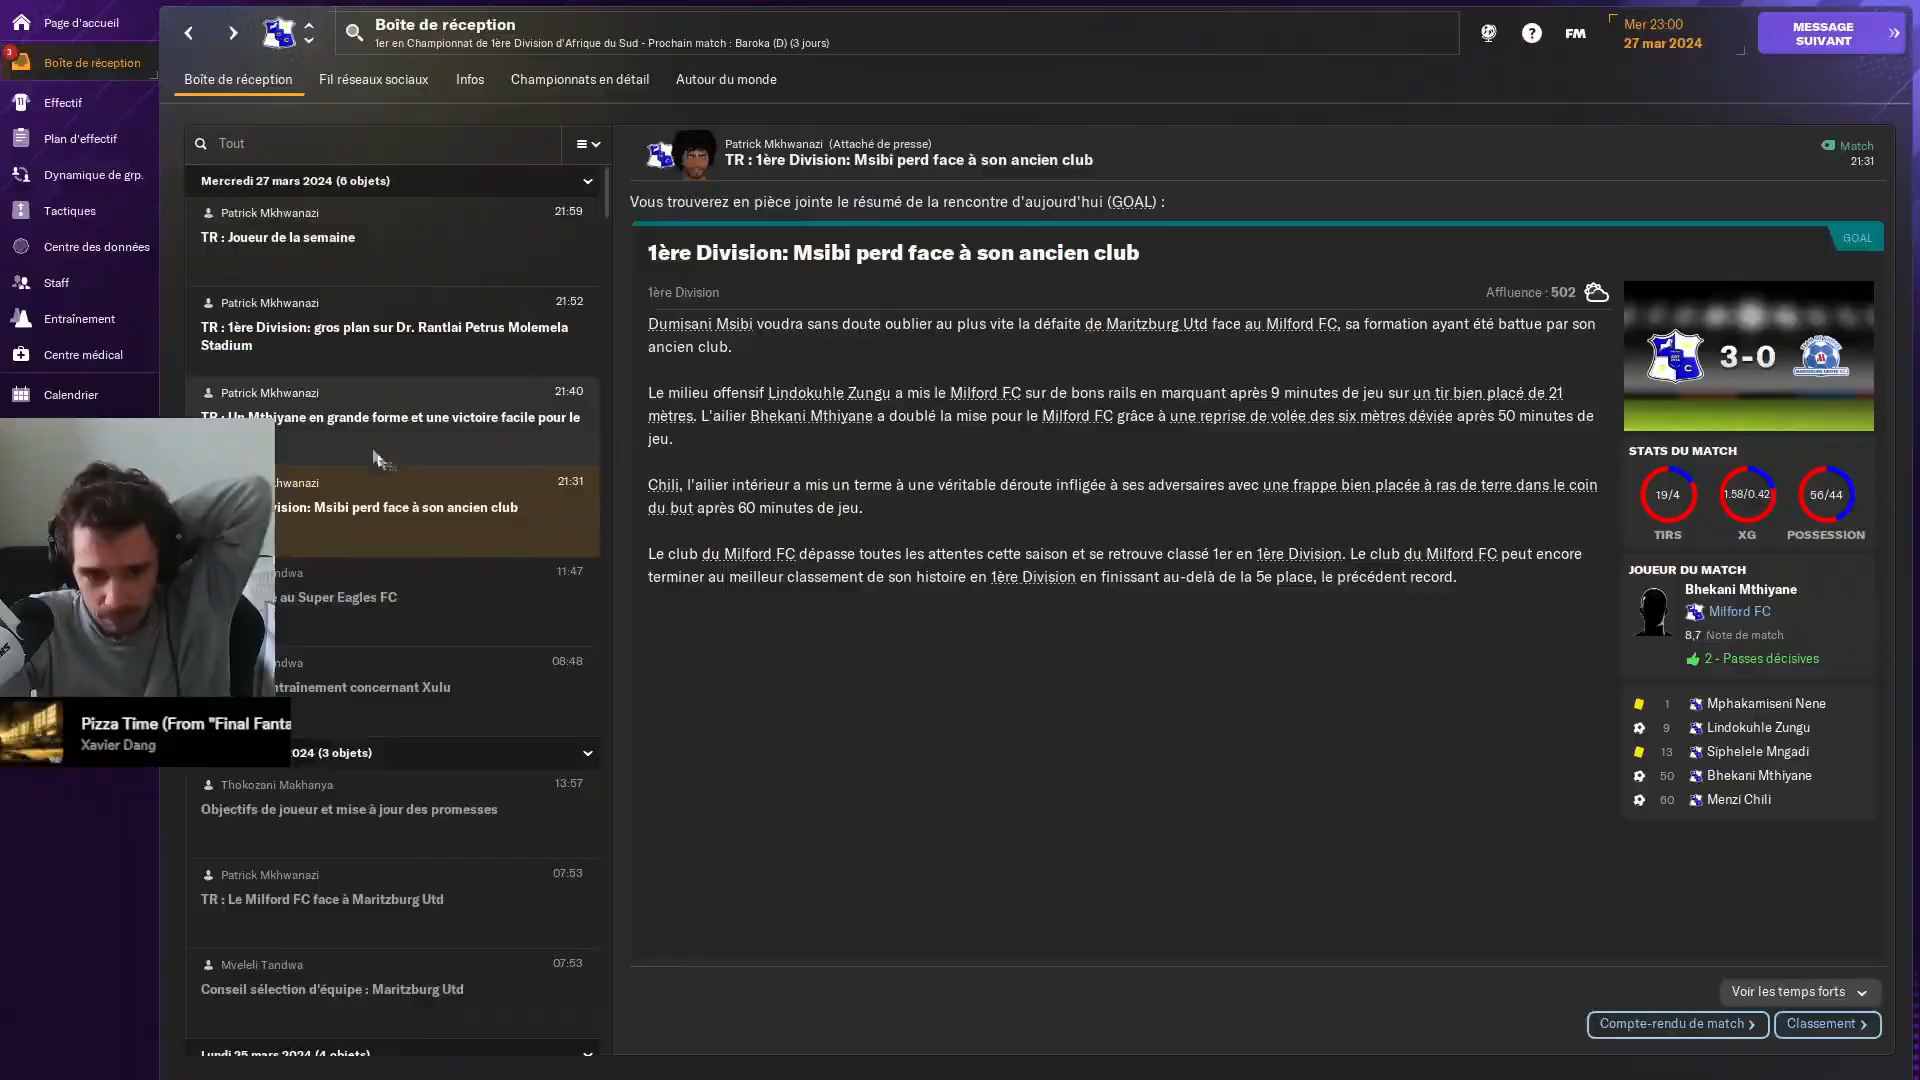 Page d'accueil
3
Boîte de réception
Effectif
Plan d'effectif
Dynamique de grp.
Tactiques
Centre des données
Staff
Entraînement
Centre médical
Calendrier
Boîte de réception
1er en Championnat de 1ère Division d'Afrique du Sud - Prochain match : Baroka (D) (3 jours)
FM
Mer 23:00
27 mar 2024
MESSAGE
SUIVANT
Boîte de réception
Fil réseaux sociaux
Infos
Championnats en détail
Autour du monde
Tout
Mercredi 27 mars 2024 (6 objets)
Patrick Mkhwanazi
21:59
TR : Joueur de la semaine
Patrick Mkhwanazi
21:52
TR : 1ère Division: gros plan sur Dr. Rantlai Petrus Molemela
Stadium
Patrick Mkhwanazi
21:40
TR : Un Mthiyane en grande forme et une victoire facile pour le
hwanazi
21:31
vision: Msibi perd face à son ancien club
ndwa
11:47
e au Super Eagles FC
ndwa
08:48
ntraînement concernant Xulu
2024 (3 objets)
Thokozani Makhanya
13:57
Objectifs de joueur et mise à jour des promesses
Patrick Mkhwanazi
07:53
TR : Le Milford FC face à Maritzburg Utd
Mveleli Tandwa
07:53
Conseil sélection d'équipe : Maritzburg Utd
Lundi 25 mars 2024 (4 objets)
Pizza Time (From "Final Fanta
Xavier Dang
Patrick Mkhwanazi (Attaché de presse)
TR : 1ère Division: Msibi perd face à son ancien club
Match
21:31
Vous trouverez en pièce jointe le résumé de la rencontre d'aujourd'hui (GOAL) :
GOAL
1ère Division: Msibi perd face à son ancien club
1ère Division
Affluence : 502
Dumisani Msibi voudra sans doute oublier au plus vite la défaite de Maritzburg Utd face au Milford FC, sa formation ayant été battue par son
ancien club.
Le milieu offensif Lindokuhle Zungu a mis le Milford FC sur de bons rails en marquant après 9 minutes de jeu sur un tir bien placé de 21
mètres. L'ailier Bhekani Mthiyane a doublé la mise pour le Milford FC grâce à une reprise de volée des six mètres déviée après 50 minutes de
jeu.
Chili, l'ailier intérieur a mis un terme à une véritable déroute infligée à ses adversaires avec une frappe bien placée à ras de terre dans le coin
du but après 60 minutes de jeu.
Le club du Milford FC dépasse toutes les attentes cette saison et se retrouve classé 1er en 1ère Division. Le club du Milford FC peut encore
terminer au meilleur classement de son histoire en 1ère Division en finissant au-delà de la 5e place, le précédent record.
3-0
STATS DU MATCH
19/4
1.58/0.42
56/44
TIRS
XG
POSSESSION
JOUEUR DU MATCH
Bhekani Mthiyane
Milford FC
8,7 Note de match
2 - Passes décisives
1 Mphakamiseni Nene
9 Lindokuhle Zungu
13 Siphelele Mngadi
50 Bhekani Mthiyane
60 Menzi Chili
Voir les temps forts
Compte-rendu de match
Classement